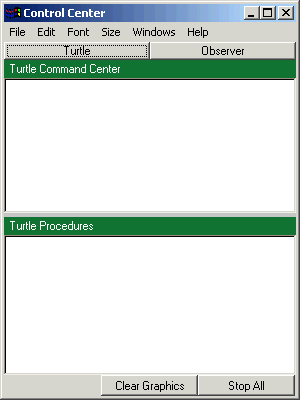 Control Center
File Edit Font Size Windows Help
Turtle Observer
Turtle Command Center
Turtle Procedures
Clear Graphics Stop All